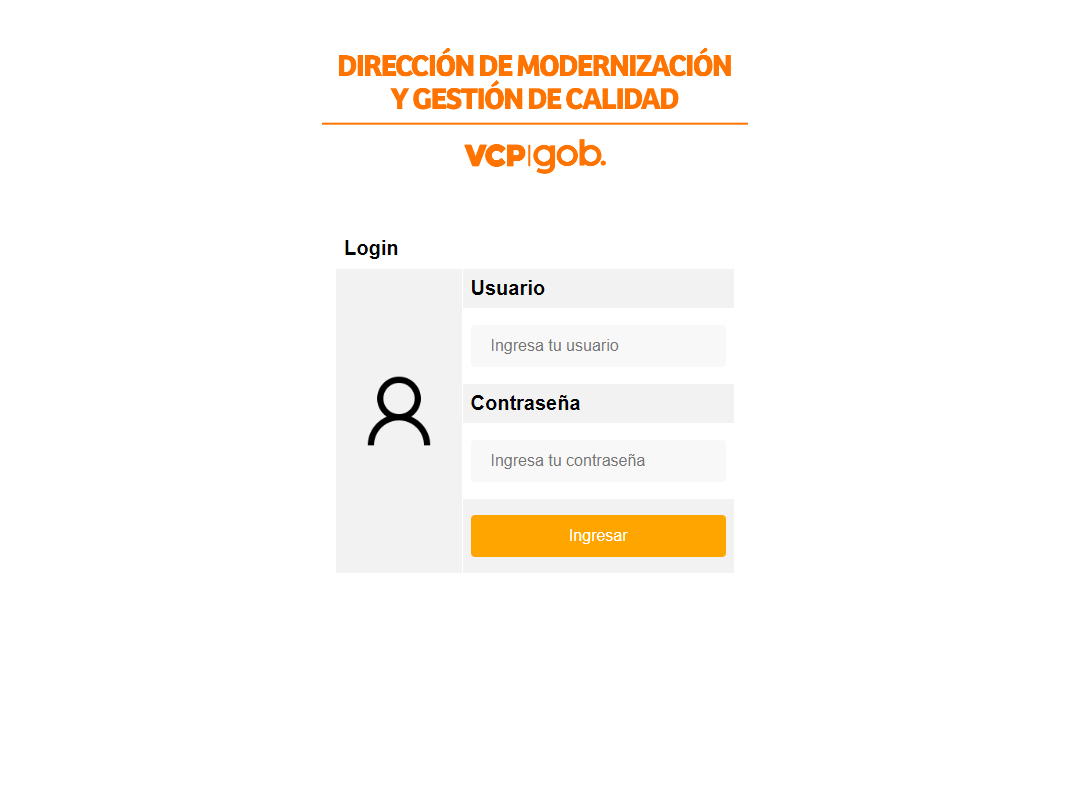 DIRECCIÓN DE MODERNIZACIÓN
Y GESTIÓN DE CALIDAD
VCP|gob.
Login
Usuario
Ingresa tu usuario
Contraseña
Ingresa tu contraseña
Ingresar